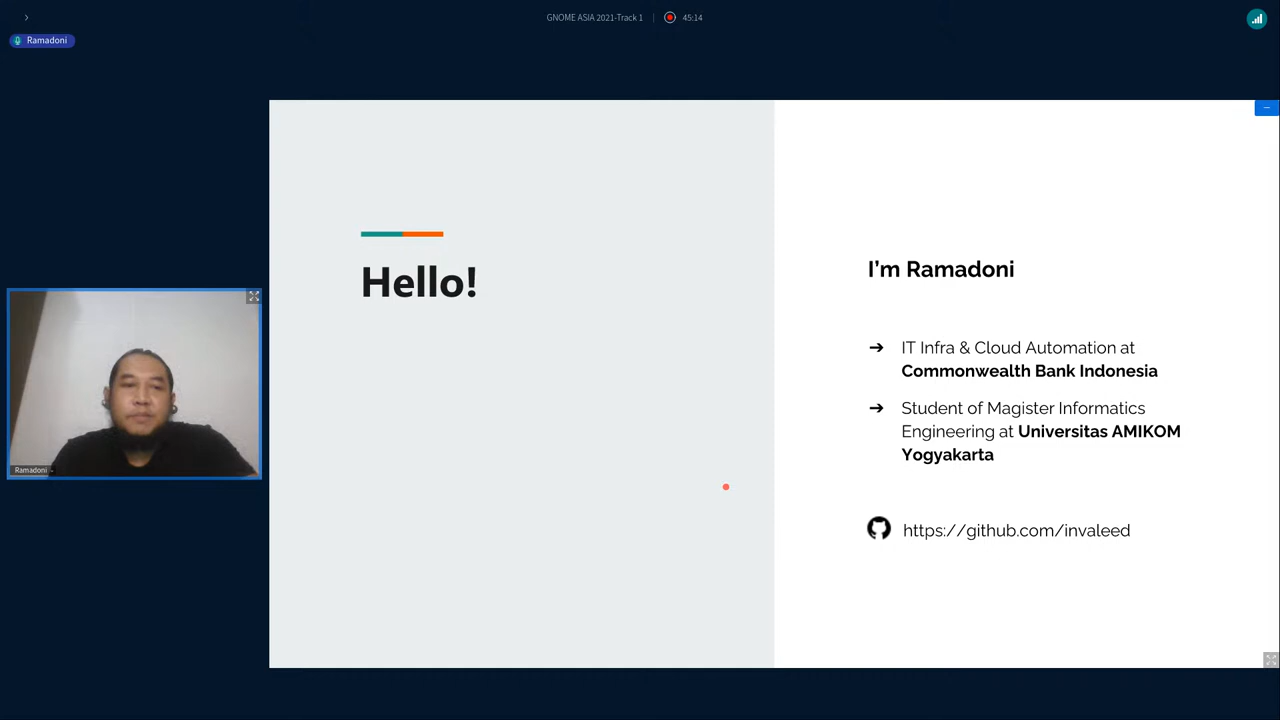 GNOME ASIA 2021-Track 1
45:14
Ramadoni
Hello!
I'm Ramadoni
➔ IT Infra & Cloud Automation at
Commonwealth Bank Indonesia
➔ Student of Magister Informatics
Engineering at Universitas AMIKOM
Yogyakarta
https://github.com/invaleed
Ramadoni